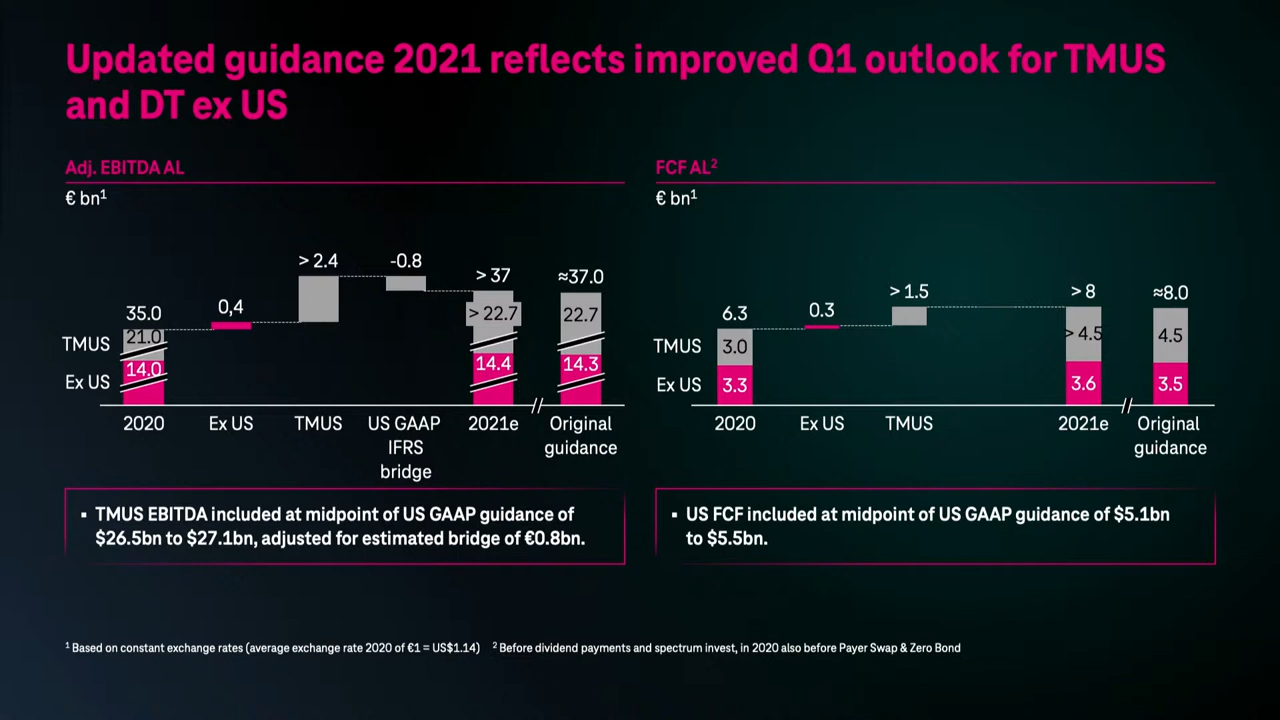 Updated guidance 2021 reflects improved Q1 outlook for TMUS
and DT ex US
Adj. EBITDA AL
€ bn¹
> 2.4
-0.8
> 37
≈37.0
35.0
0,4
TMUS
21.0
> 22.7
22.7
Ex US
14.0
14.4
14.3
2020
Ex US
TMUS
US GAAP
IFRS
bridge
2021e
Original
guidance
▪ TMUS EBITDA included at midpoint of US GAAP guidance of
$26.5bn to $27.1bn, adjusted for estimated bridge of €0.8bn.
FCF AL²
€ bn¹
6.3
0.3
> 1.5
> 8
≈8.0
TMUS
3.0
> 4.5
4.5
Ex US
3.3
3.6
3.5
2020
Ex US
TMUS
2021e
Original
guidance
▪ US FCF included at midpoint of US GAAP guidance of $5.1bn
to $5.5bn.
¹ Based on constant exchange rates (average exchange rate 2020 of €1 = US$1.14) ² Before dividend payments and spectrum invest, in 2020 also before Payer Swap & Zero Bond